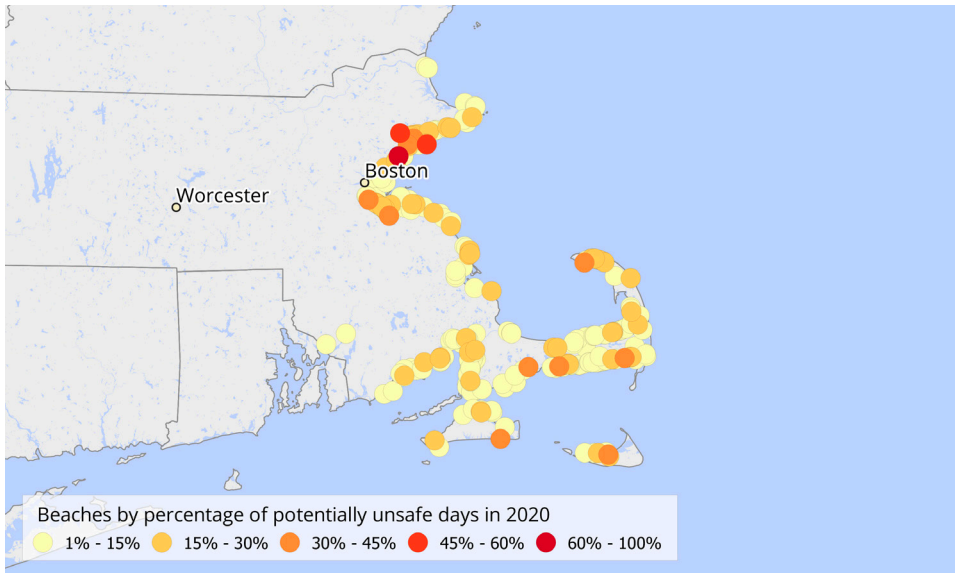 Boston
Worcester
Beaches by percentage of potentially unsafe days in 2020
1% - 15% 15% - 30% 30% - 45% 45% - 60% 60% - 100%